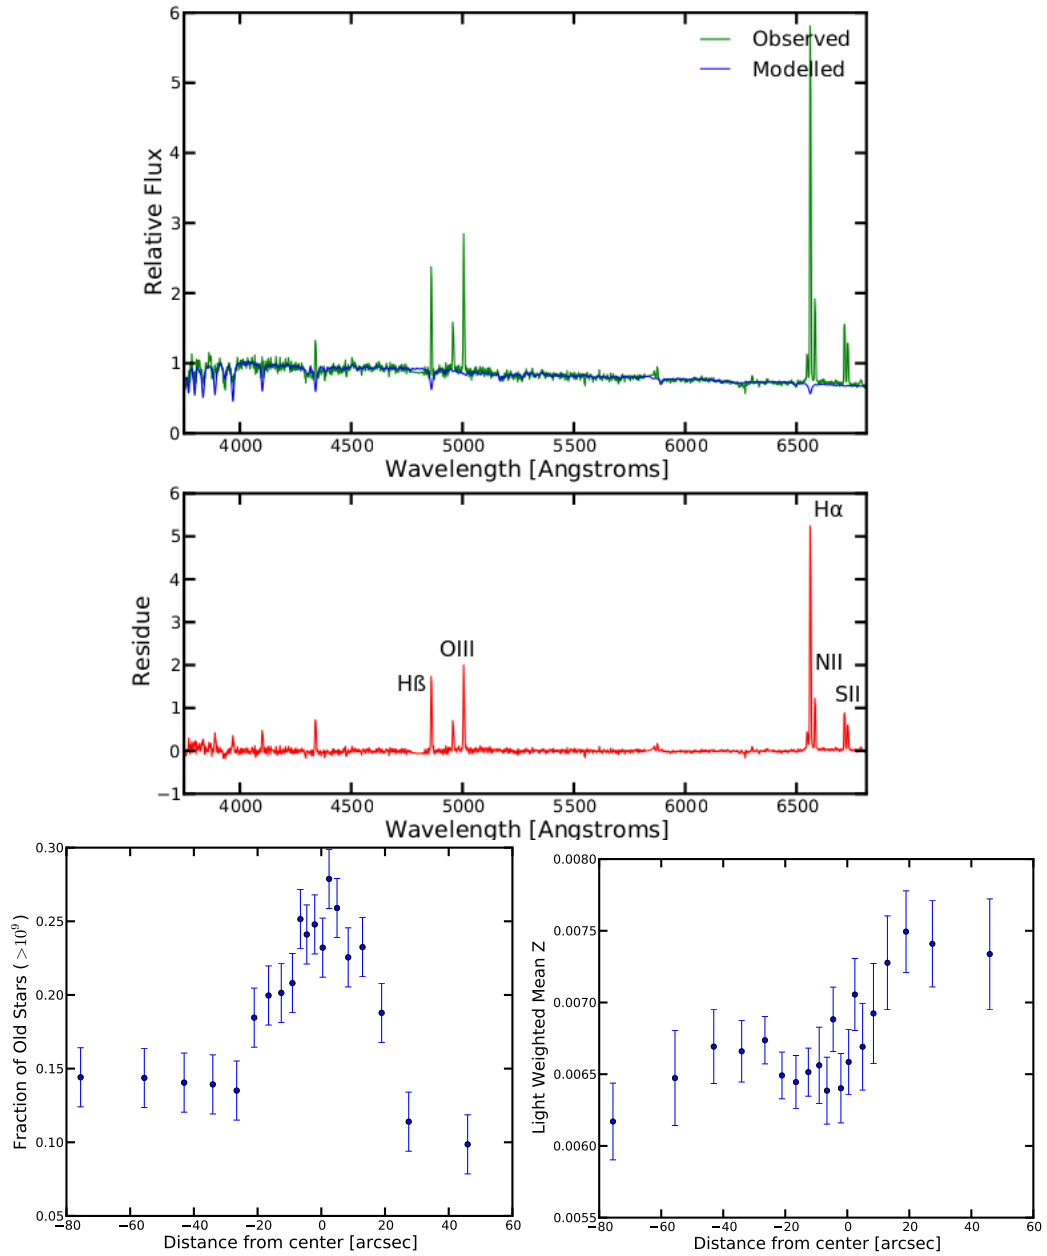 6
5
4
3
2
1
0
Relative Flux
Observed
Modelled
4000 4500 5000 5500 6000 6500
Wavelength [Angstroms]
6
5
4
3
2
1
0
−1
Residue
Hα
OIII
Hß
NII
SII
4000 4500 5000 5500 6000 6500
Wavelength [Angstroms]
0.30
0.25
0.20
0.15
0.10
0.05
Fraction of Old Stars (>10⁹)
−80 −60 −40 −20 0 20 40 60
Distance from center [arcsec]
0.0080
0.0075
0.0070
0.0065
0.0060
0.0055
Light Weighted Mean Z
−80 −60 −40 −20 0 20 40 60
Distance from center [arcsec]